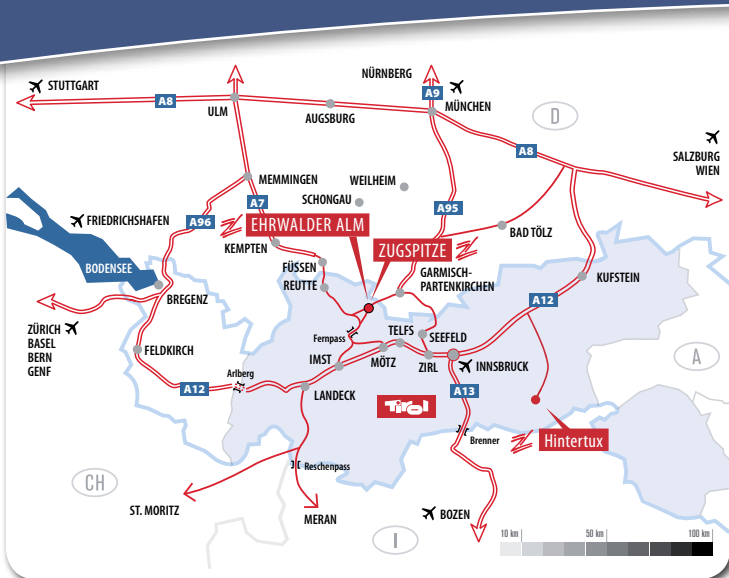 NÜRNBERG
STUTTGART
A9
A8
MÜNCHEN
ULM
AUGSBURG
D
A8
SALZBURG
WIEN
MEMMINGEN
WEILHEIM
A7
SCHONGAU
A95
FRIEDRICHSHAFEN
A96
EHRWALDER ALM
BAD TÖLZ
KEMPTEN
ZUGSPITZE
BODENSEE
FÜSSEN
GARMISCH-
PARTENKIRCHEN
REUTTE
KUFSTEIN
BREGENZ
A12
ZÜRICH
BASEL
BERN
GENF
Fernpass
TELFS
SEEFELD
FELDKIRCH
IMST
MÖTZ
ZIRL
INNSBRUCK
A
Arlberg
A12
LANDECK
A13
Tirol
Brenner
Hintertux
Reschenpass
CH
ST. MORITZ
MERAN
BOZEN
I
10 km
50 km
100 km